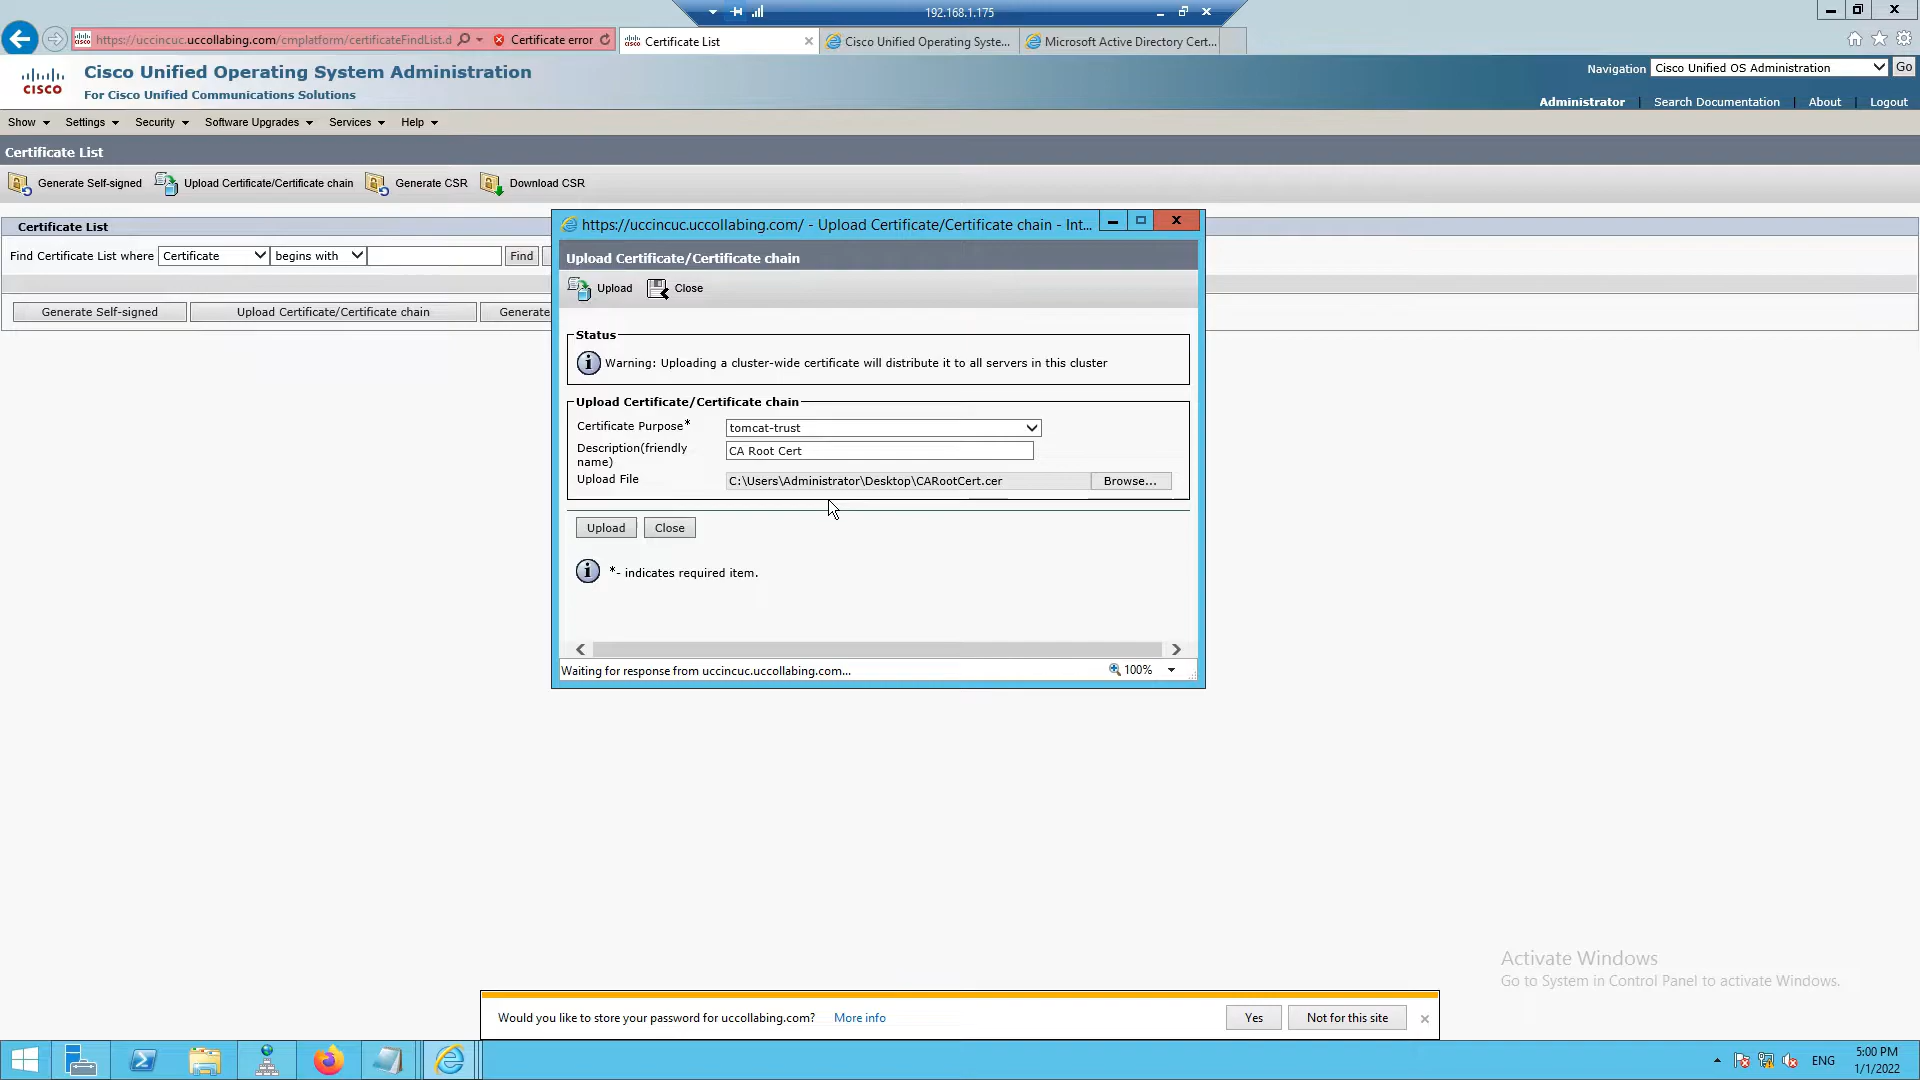 192.168.1.175
https://uccincuc.uccollabing.com/cmplatform/certificateFindList.d
Certificate error
Certificate List
Cisco Unified Operating Syste...
Microsoft Active Directory Cert...
CISCO
Cisco Unified Operating System Administration
For Cisco Unified Communications Solutions
Navigation Cisco Unified OS Administration Go
Administrator | Search Documentation | About | Logout
Show Settings Security Software Upgrades Services Help
Certificate List
Generate Self-signed Upload Certificate/Certificate chain Generate CSR Download CSR
Certificate List
Find Certificate List where Certificate begins with Find
Generate Self-signed Upload Certificate/Certificate chain Generate
https://uccincuc.uccollabing.com/ - Upload Certificate/Certificate chain - Int...
Upload Certificate/Certificate chain
Upload Close
Status
Warning: Uploading a cluster-wide certificate will distribute it to all servers in this cluster
Upload Certificate/Certificate chain
Certificate Purpose* tomcat-trust
Description(friendly name) CA Root Cert
Upload File C:\Users\Administrator\Desktop\CARootCert.cer Browse...
Upload Close
*- indicates required item.
Waiting for response from uccincuc.uccollabing.com...
100%
Activate Windows
Go to System in Control Panel to activate Windows.
Would you like to store your password for uccollabing.com? More info Yes Not for this site
ENG
5:00 PM
1/1/2022